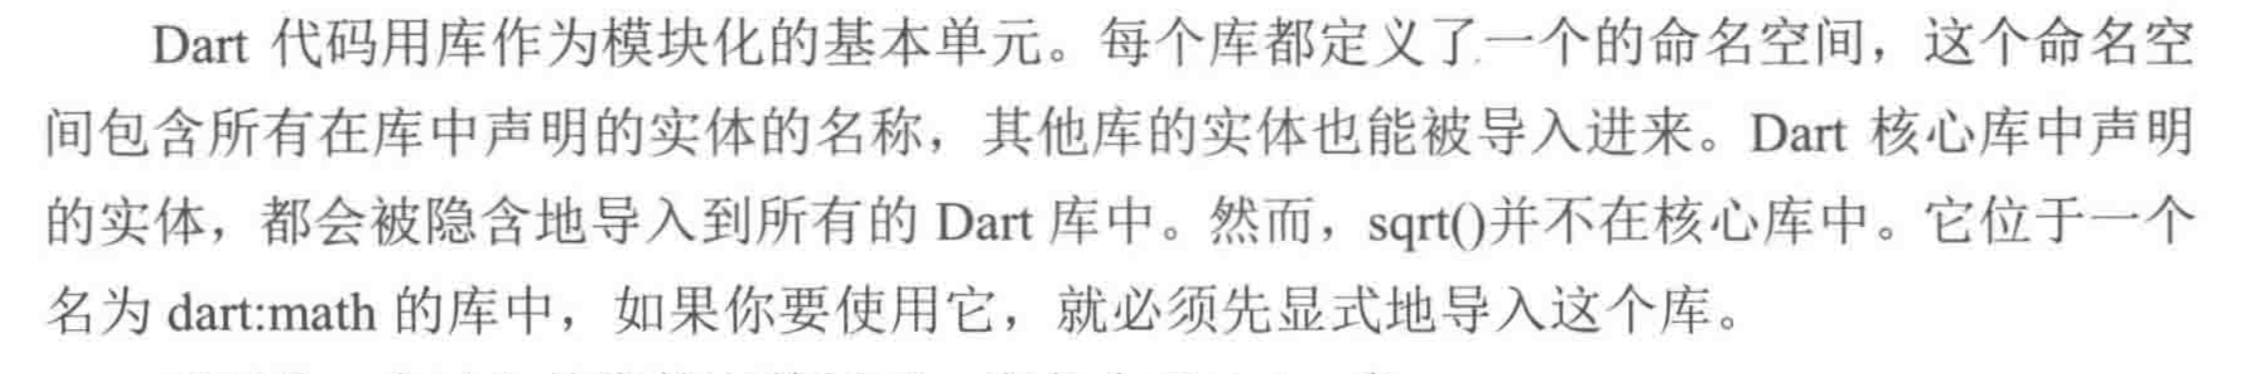 Dart 代码用库作为模块化的基本单元。每个库都定义了一个的命名空间，这个命名空
间包含所有在库中声明的实体的名称，其他库的实体也能被导入进来。Dart 核心库中声明
的实体，都会被隐含地导入到所有的 Dart 库中。然而，sqrt()并不在核心库中。它位于一个
名为 dart:math 的库中，如果你要使用它，就必须先显式地导入这个库。